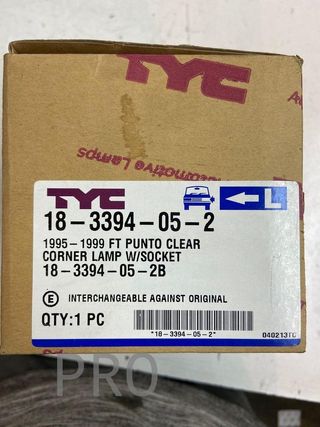 TYC
Automotive Lamps
TYC
L
18-3394-05-2
1995-1999 FT PUNTO CLEAR
CORNER LAMP W/SOCKET
18-3394-05-2B
E INTERCHANGEABLE AGAINST ORIGINAL
QTY:1 PC
"18-3394-05-2"
040213TC
PRO